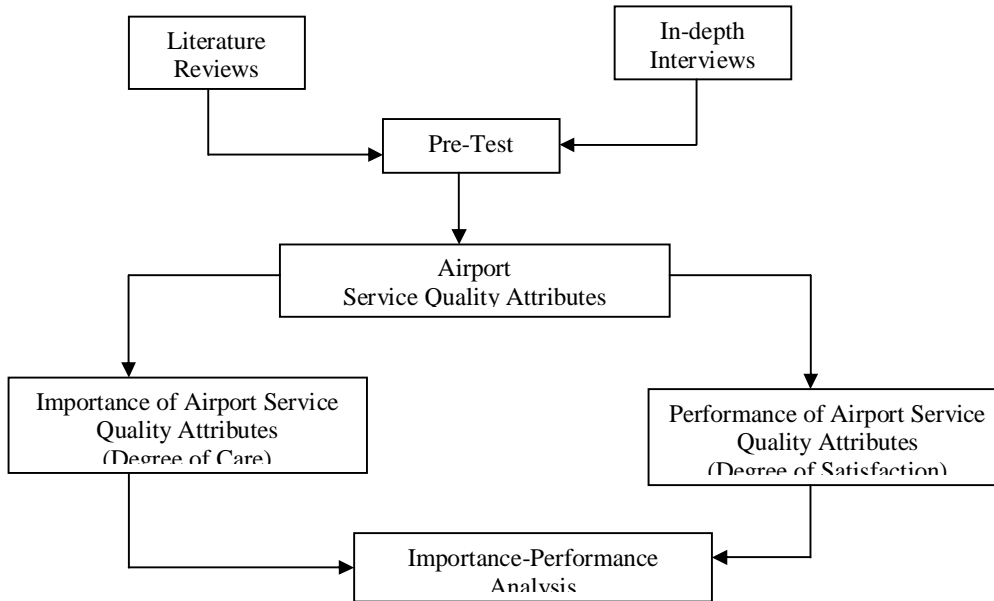 Literature
Reviews
In-depth
Interviews
Pre-Test
Airport
Service Quality Attributes
Importance of Airport Service
Quality Attributes
(Degree of Care)
Performance of Airport Service
Quality Attributes
(Degree of Satisfaction)
Importance-Performance
Analysis